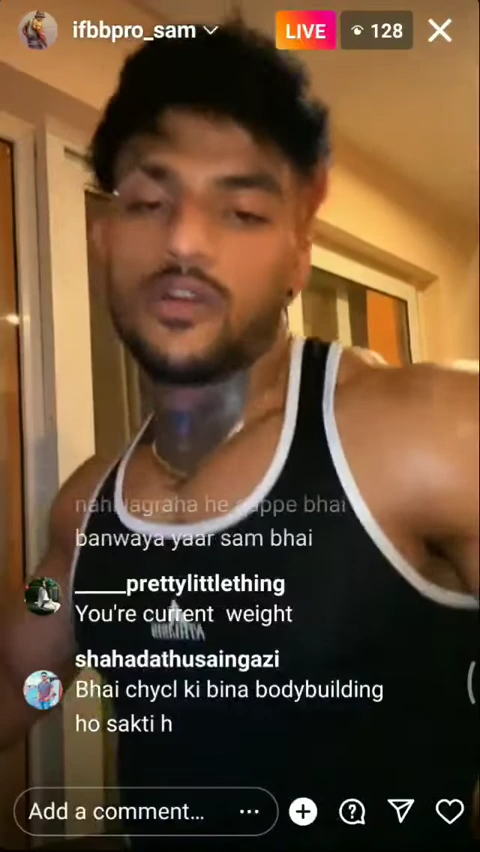 ifbbpro_sam
LIVE
128
bhai
banwaya yaar sam bhai
_____prettylittlething
You're current weight
shahadathusaingazi
Bhai chycl ki bina bodybuilding
ho sakti h
Add a comment...